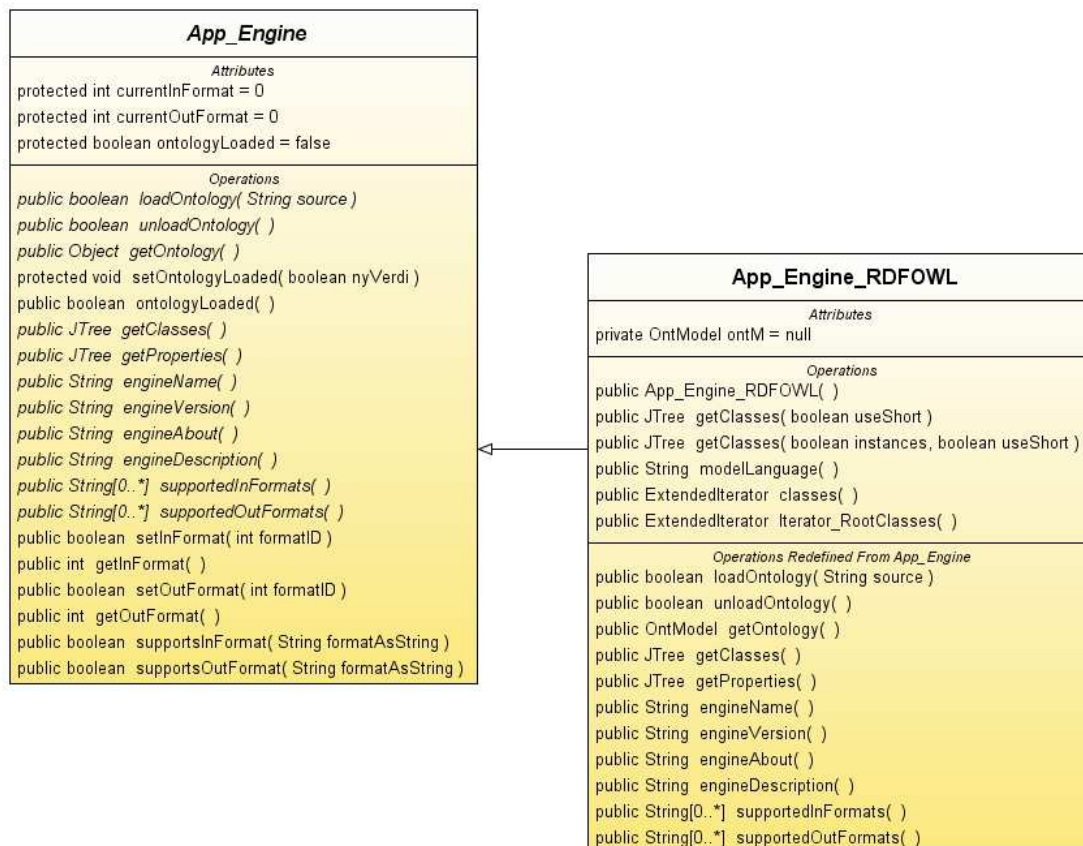 App_Engine
Attributes
protected int currentInFormat = 0
protected int currentOutFormat = 0
protected boolean ontologyLoaded = false
Operations
public boolean loadOntology( String source )
public boolean unloadOntology( )
public Object getOntology( )
protected void setOntologyLoaded( boolean nyVerdi )
public boolean ontologyLoaded( )
public JTree getClasses( )
public JTree getProperties( )
public String engineName( )
public String engineVersion( )
public String engineAbout( )
public String engineDescription( )
public String[0..*] supportedInFormats( )
public String[0..*] supportedOutFormats( )
public boolean setInFormat( int formatID )
public int getInFormat( )
public boolean setOutFormat( int formatID )
public int getOutFormat( )
public boolean supportsInFormat( String formatAsString )
public boolean supportsOutFormat( String formatAsString )
App_Engine_RDFOWL
Attributes
private OntModel ontM = null
Operations
public App_Engine_RDFOWL( )
public JTree getClasses( boolean useShort )
public JTree getClasses( boolean instances, boolean useShort )
public String modelLanguage( )
public ExtendedIterator classes( )
public ExtendedIterator Iterator_RootClasses( )
Operations Redefined From App_Engine
public boolean loadOntology( String source )
public boolean unloadOntology( )
public OntModel getOntology( )
public JTree getClasses( )
public JTree getProperties( )
public String engineName( )
public String engineVersion( )
public String engineAbout( )
public String engineDescription( )
public String[0..*] supportedInFormats( )
public String[0..*] supportedOutFormats( )